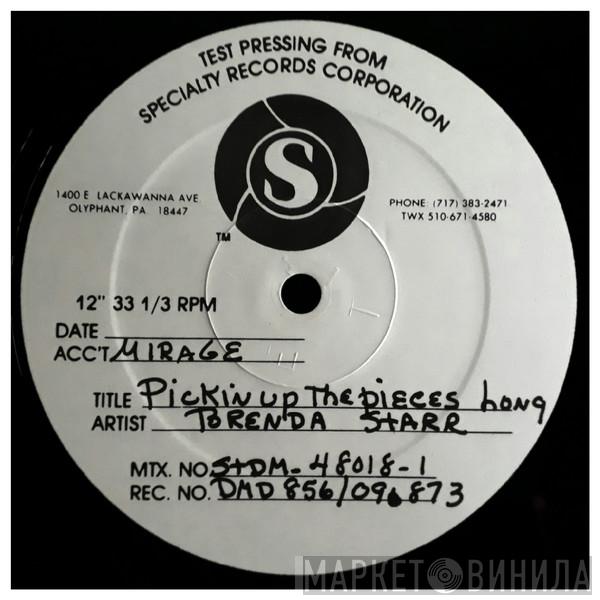 TEST PRESSING FROM
SPECIALTY RECORDS CORPORATION
S
TM
1400 E. LACKAWANNA AVE.
OLYPHANT, PA. 18447
PHONE: (717) 383-2471
TWX 510-671-4580
12" 33 1/3 RPM
DATE
ACC'T MIRAGE
TITLE Pickin up The pieces Long
ARTIST TORENDA STARR
MTX. NO. STDM-48018-1
REC. NO. DMD 856/09.873
МАРКЕТ ВИНИЛА